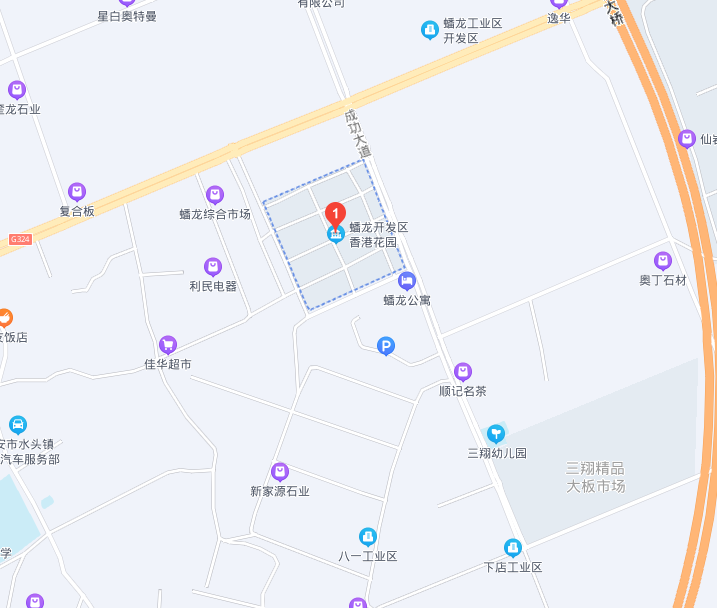 有限公司
星白奥特曼
蟠龙工业区
开发区
逸华
大桥
龙石业
成功大道
仙岩
复合板
蟠龙综合市场
1
蟠龙开发区
香港花园
G324
利民电器
奥丁石材
蟠龙公寓
饭店
P
佳华超市
顺记名茶
安市水头镇
汽车服务部
三翔幼儿园
三翔精品
大板市场
新家源石业
学
八一工业区
下店工业区